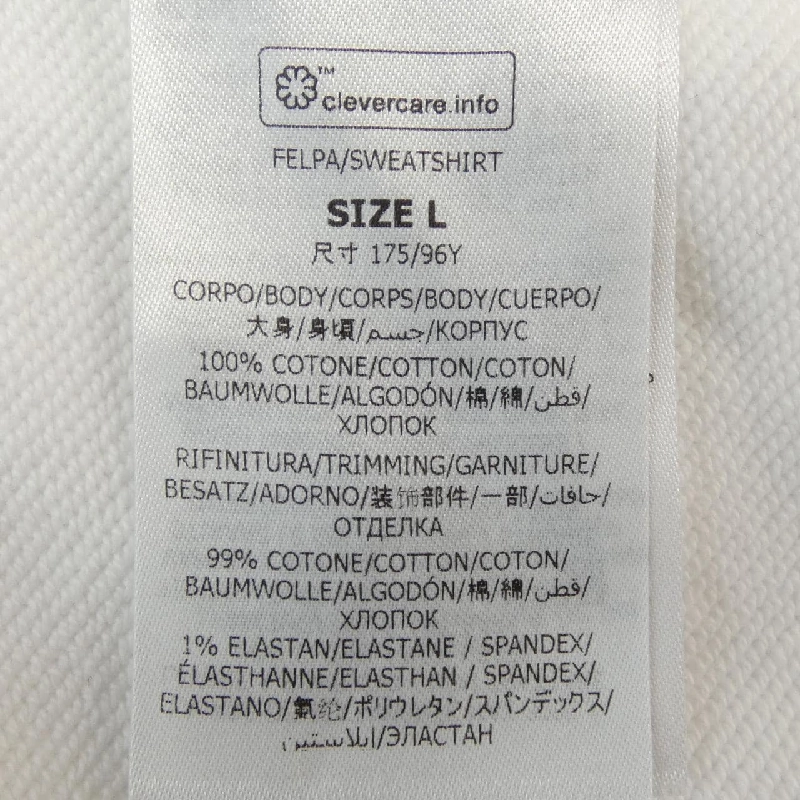 ™
clevercare.info
FELPA/SWEATSHIRT
SIZE L
尺寸 175/96Y
CORPO/BODY/CORPS/BODY/CUERPO/
大身/身頃/جسم/КОРПУС
100% COTONE/COTTON/COTON/
BAUMWOLLE/ALGODÓN/棉/綿/قطن/
ХЛОПОК
RIFINITURA/TRIMMING/GARNITURE/
BESATZ/ADORNO/装饰部件/一部/حافات/
ОТДЕЛКА
99% COTONE/COTTON/COTON/
BAUMWOLLE/ALGODÓN/棉/綿/قطن/
ХЛОПОК
1% ELASTAN/ELASTANE / SPANDEX/
ÉLASTHANNE/ELASTHAN / SPANDEX/
ELASTANO/氨纶/ポリウレタン/スパンデックス/
ايلاستين/ЭЛАСТАН